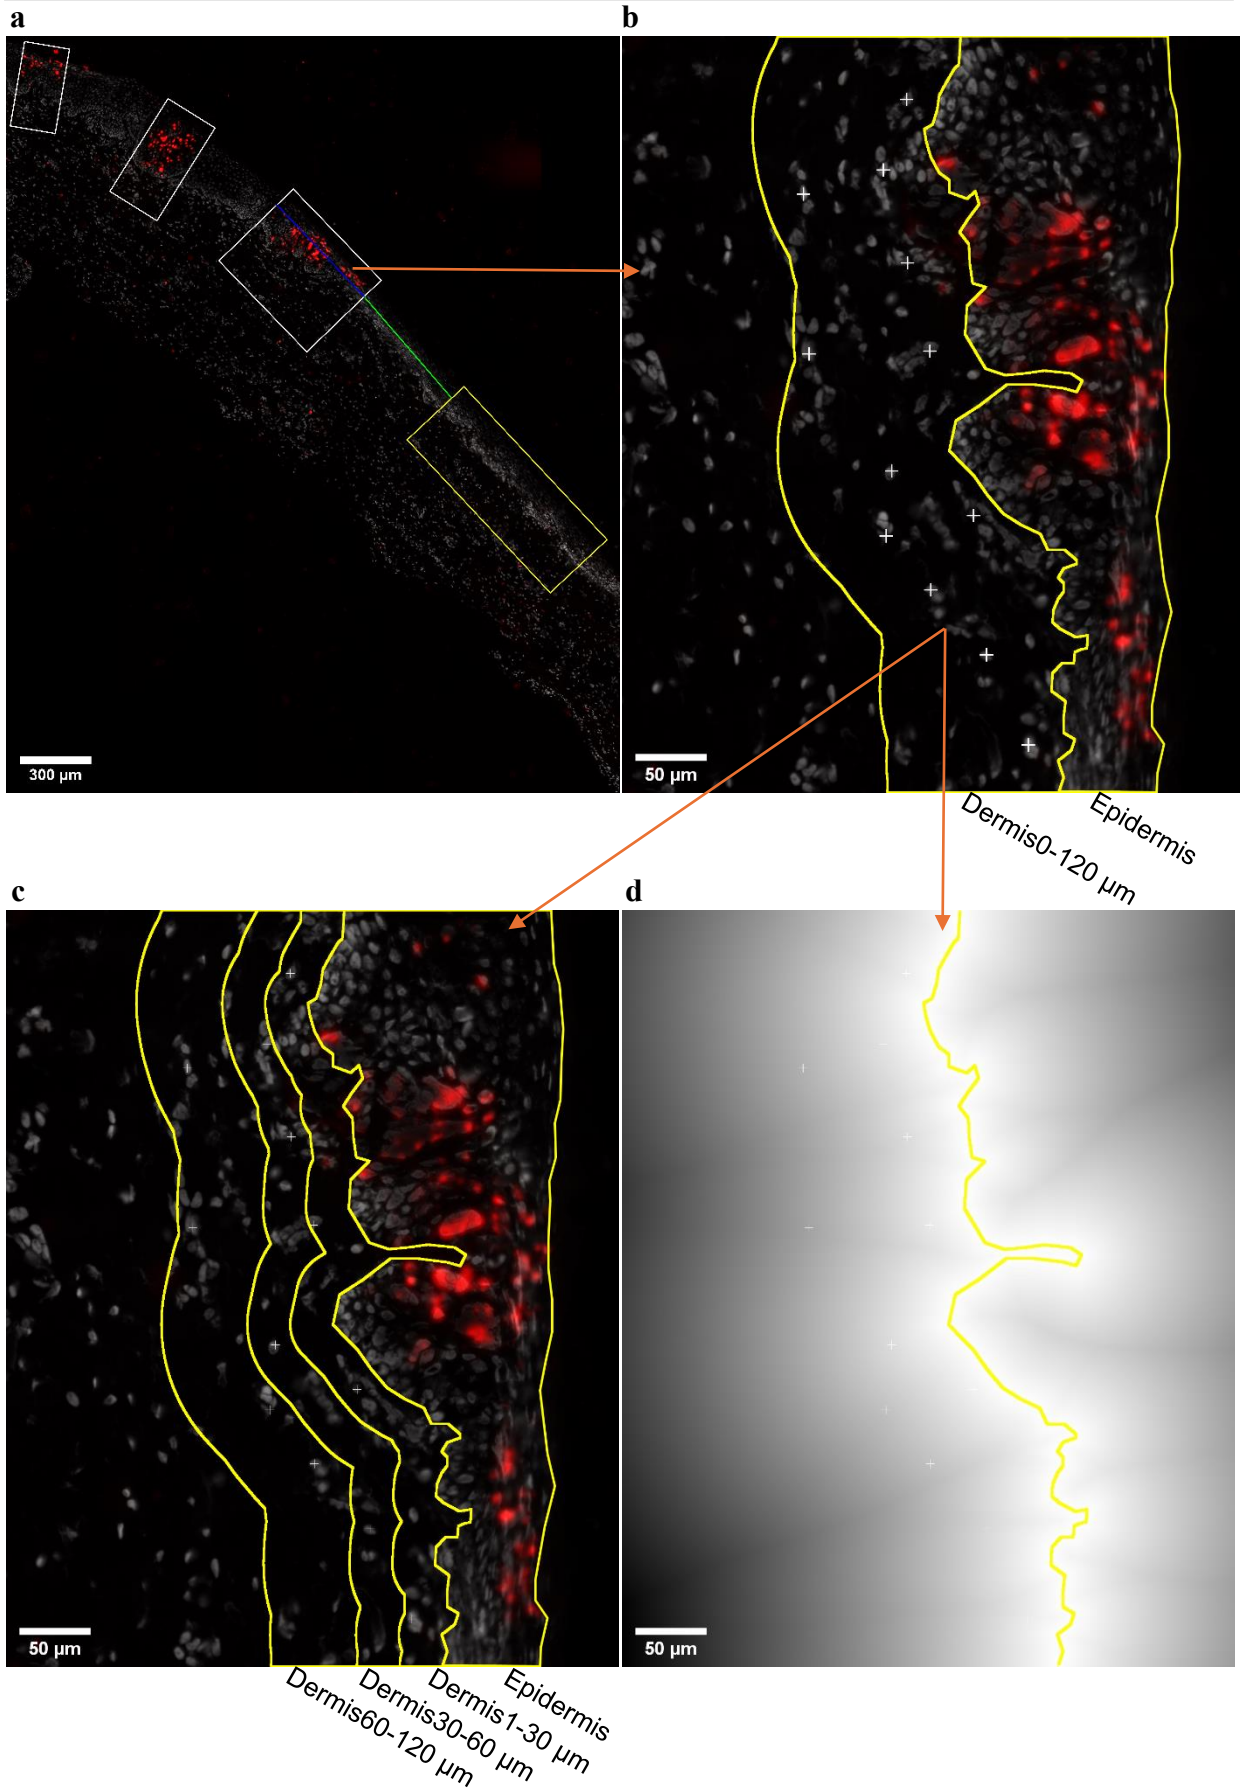 a
b
300 µm
50 µm
Dermis0-120 µm
Epidermis
c
d
50 µm
50 µm
Dermis60-120 µm
Dermis30-60 µm
Dermis1-30 µm
Epidermis